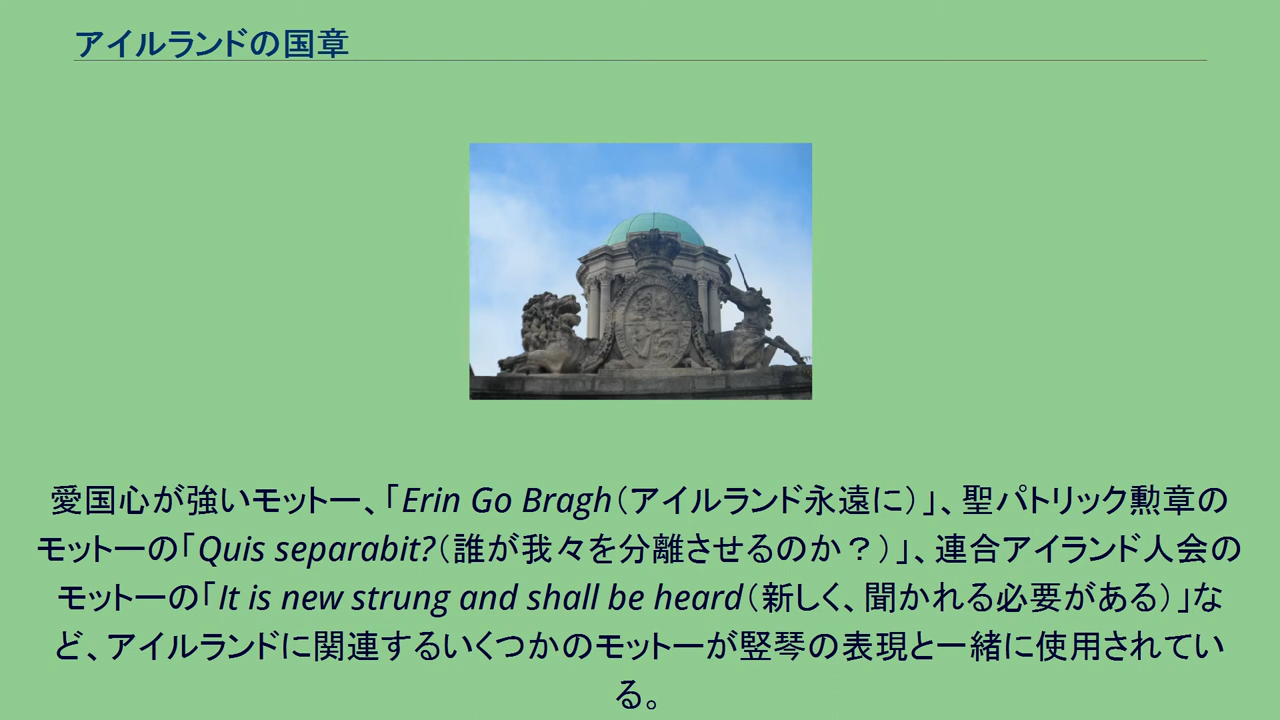 アイルランドの国章
愛国心が強いモットー、「Erin Go Bragh（アイルランド永遠に）」、聖パトリック勲章の
モットーの「Quis separabit?（誰が我々を分離させるのか？）」、連合アイランド人会の
モットーの「It is new strung and shall be heard（新しく、聞かれる必要がある）」な
ど、アイルランドに関連するいくつかのモットーが竪琴の表現と一緒に使用されてい
る。